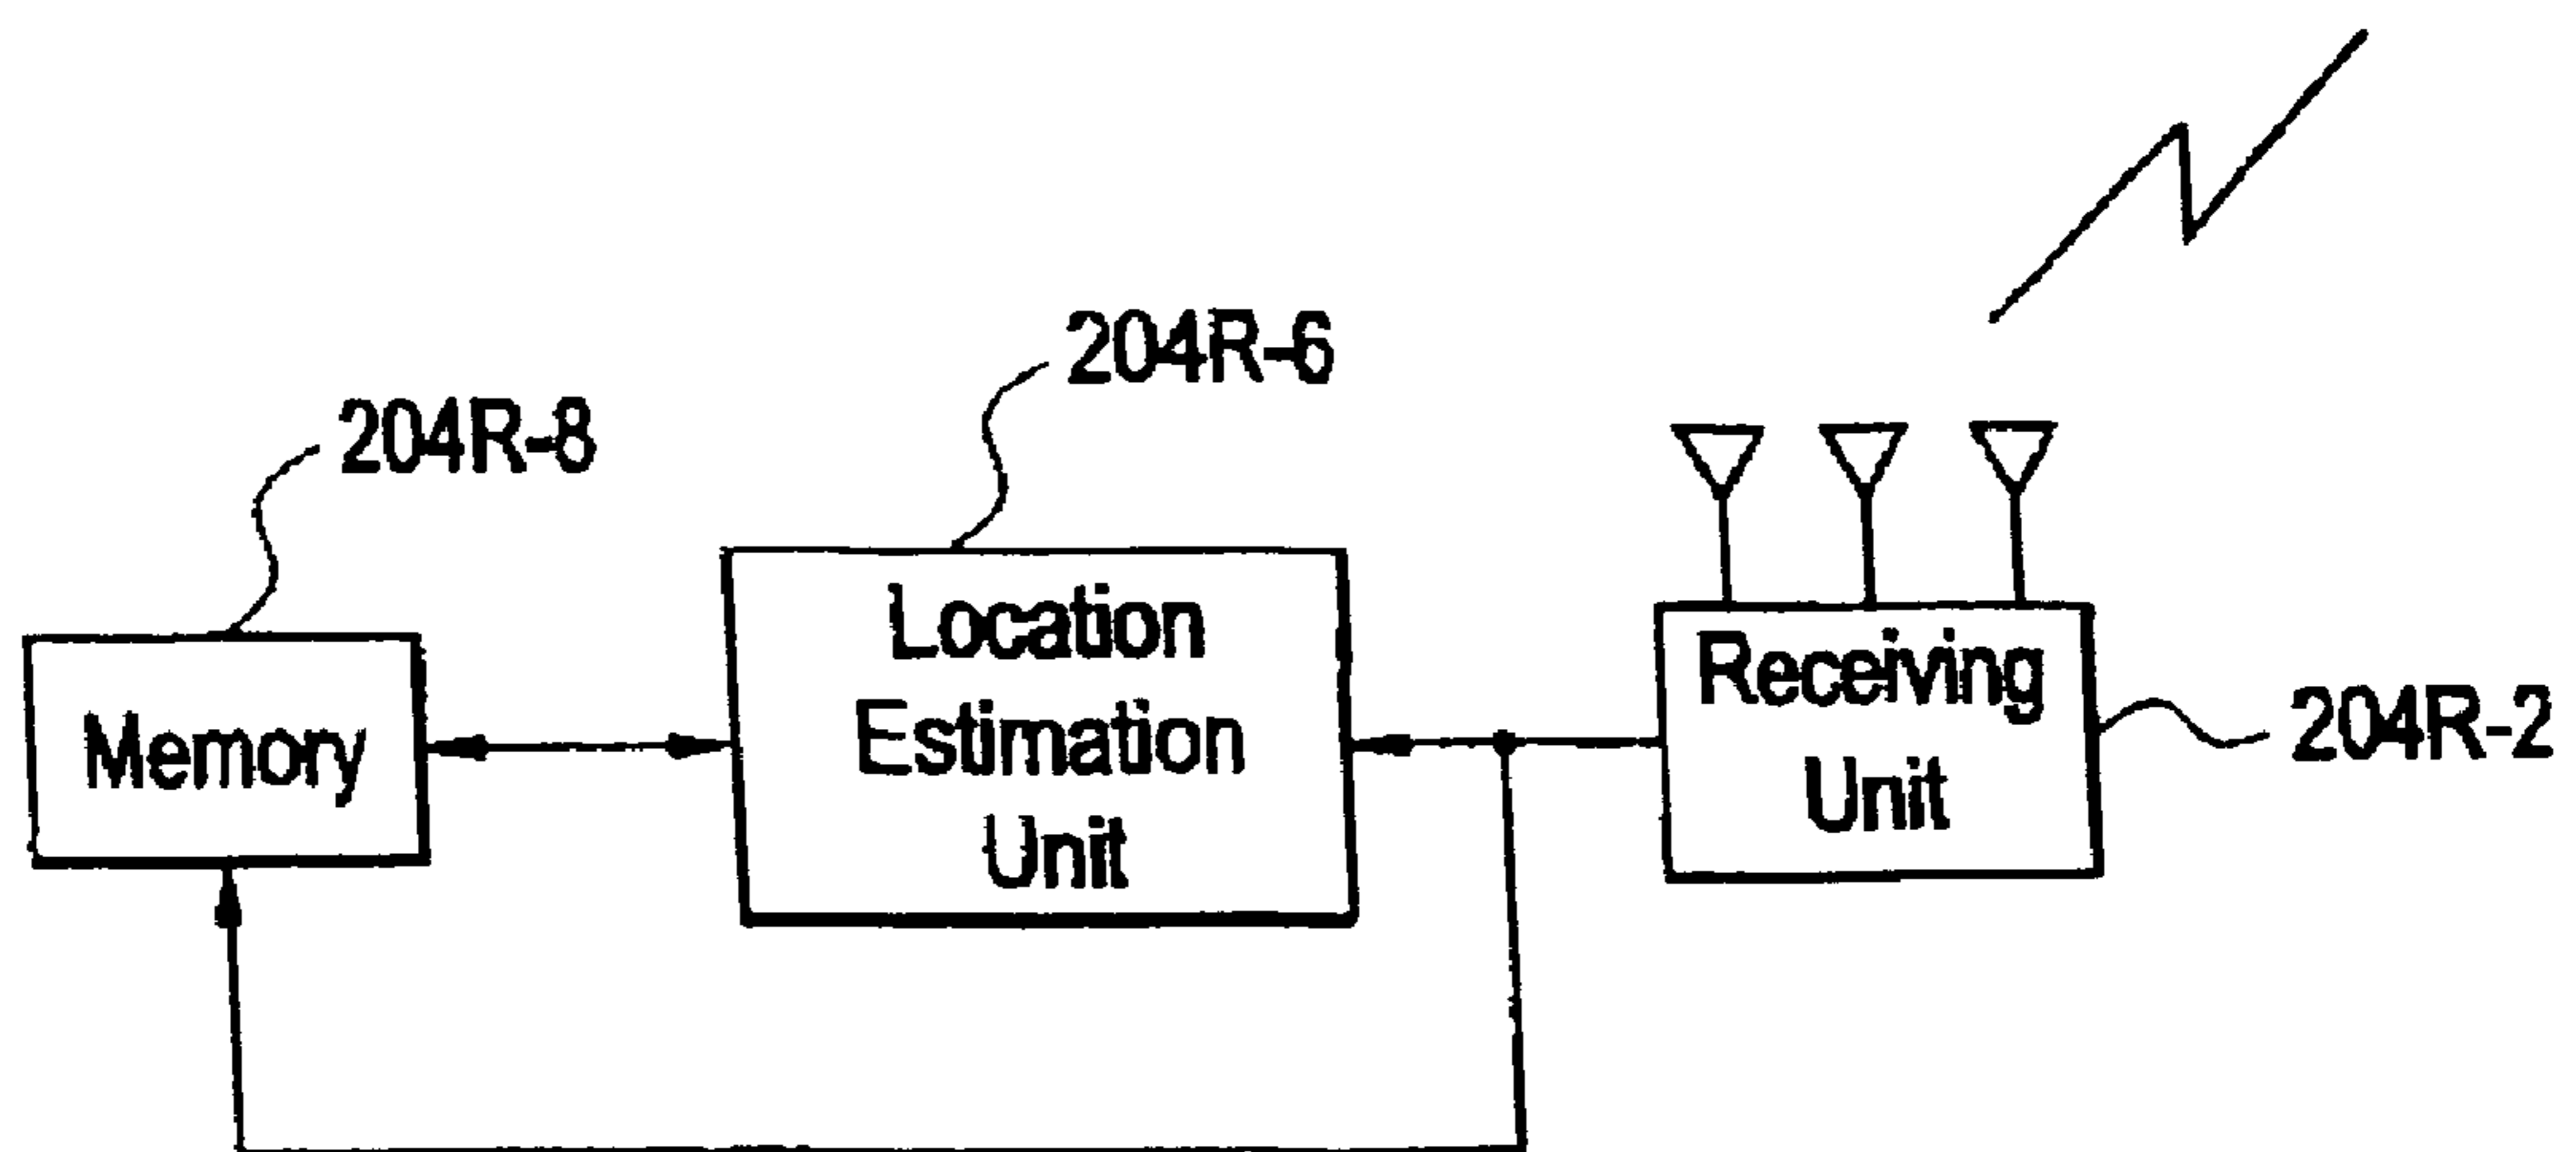 204R-6
204R-8
Location
Estimation
Unit
Receiving
Unit
Memory
204R-2